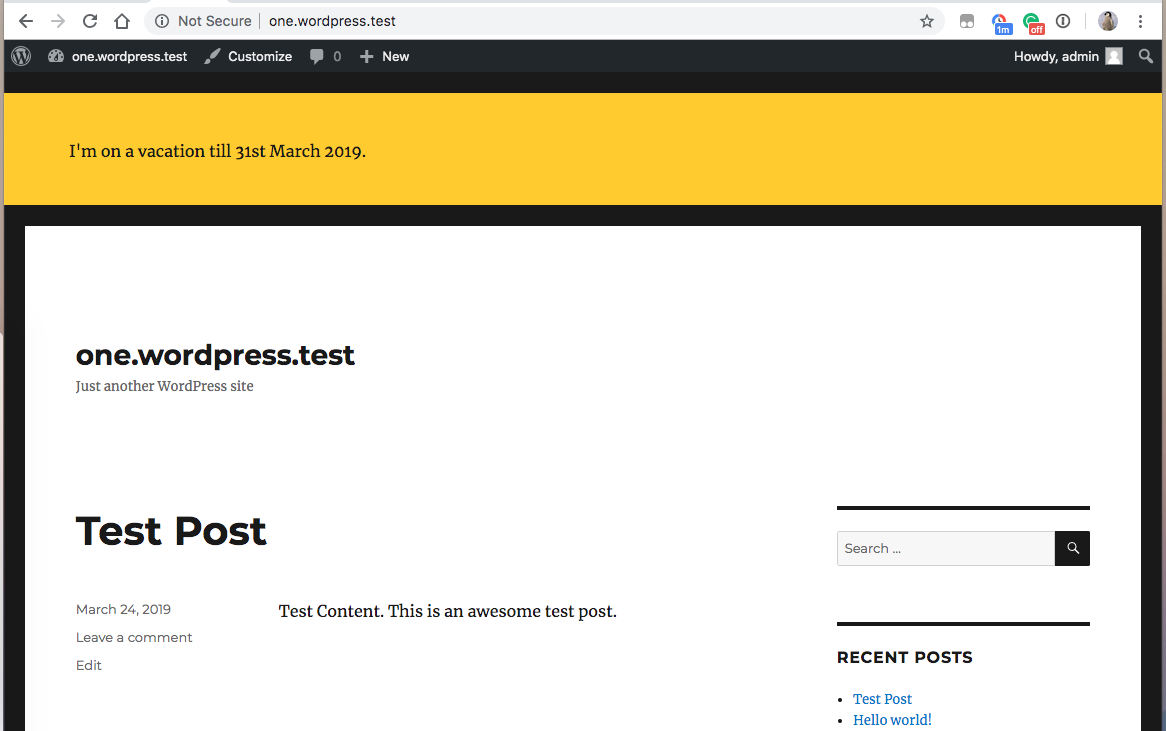 Not Secure one.wordpress.test
1m
off
one.wordpress.test Customize 0 New Howdy, admin
I'm on a vacation till 31st March 2019.
one.wordpress.test
Just another WordPress site
Test Post
Search ...
March 24, 2019
Test Content. This is an awesome test post.
Leave a comment
Edit
RECENT POSTS
Test Post
Hello world!